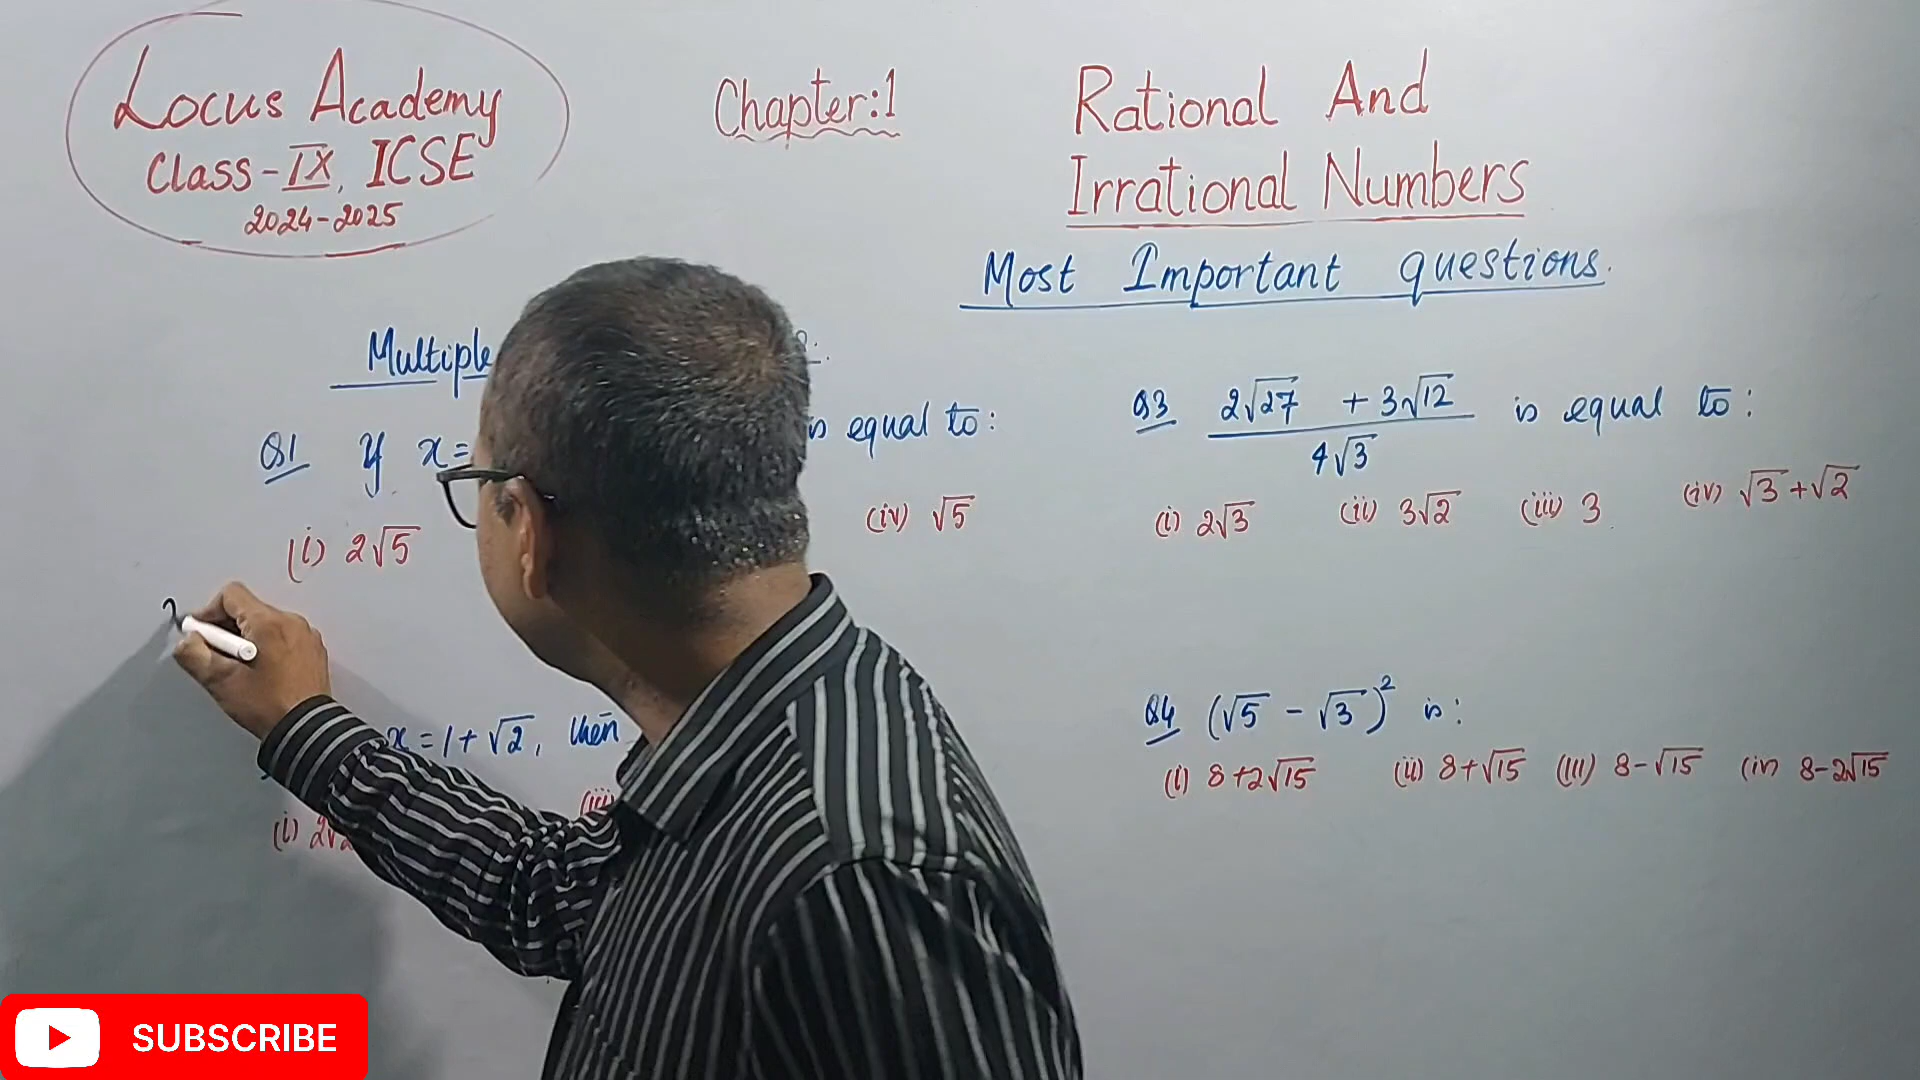 Locus Academy
Class-IX, ICSE
2024-2025
Chapter:1
Rational And
Irrational Numbers
Most Important questions.
Multiple
Q1 If x= is equal to:
(i) 2√5 (iv) √5
x = 1 + √2, then
(iii)
(i) 2√2
Q3 2√27 + 3√12 is equal to:
4√3
(i) 2√3 (ii) 3√2 (iii) 3 (iv) √3+√2
Q4 (√5 - √3)² is:
(i) 8+2√15 (ii) 8+√15 (iii) 8-√15 (iv) 8-2√15
SUBSCRIBE